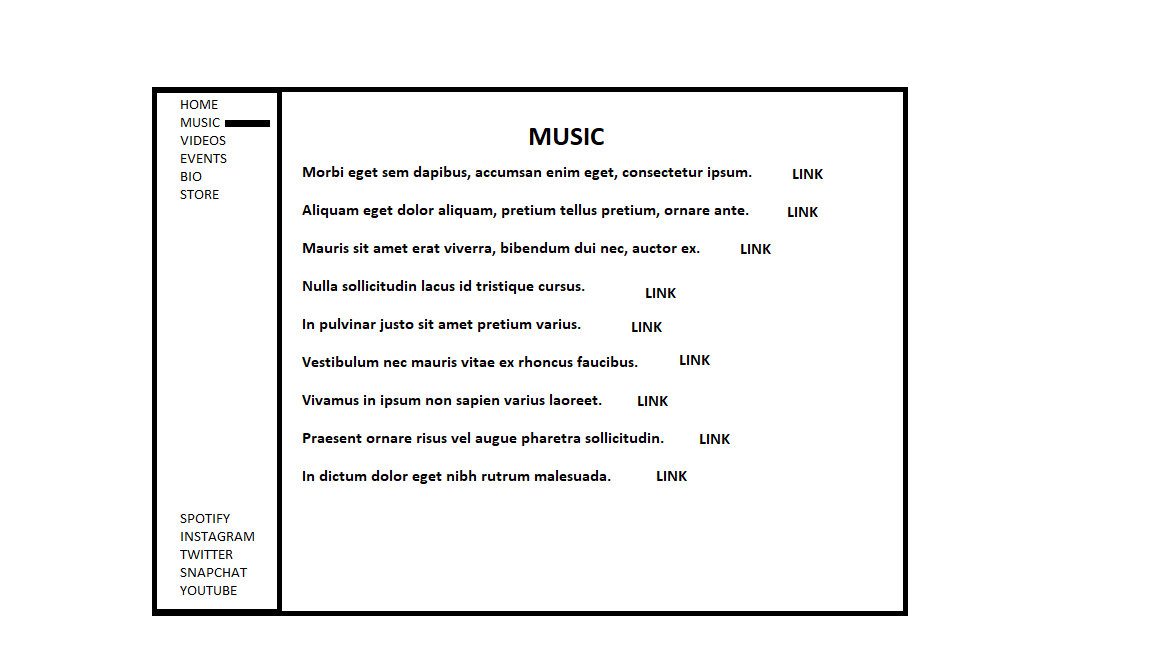 HOME
MUSIC
VIDEOS
EVENTS
BIO
STORE
SPOTIFY
INSTAGRAM
TWITTER
SNAPCHAT
YOUTUBE
MUSIC
Morbi eget sem dapibus, accumsan enim eget, consectetur ipsum. LINK
Aliquam eget dolor aliquam, pretium tellus pretium, ornare ante. LINK
Mauris sit amet erat viverra, bibendum dui nec, auctor ex. LINK
Nulla sollicitudin lacus id tristique cursus. LINK
In pulvinar justo sit amet pretium varius. LINK
Vestibulum nec mauris vitae ex rhoncus faucibus. LINK
Vivamus in ipsum non sapien varius laoreet. LINK
Praesent ornare risus vel augue pharetra sollicitudin. LINK
In dictum dolor eget nibh rutrum malesuada. LINK